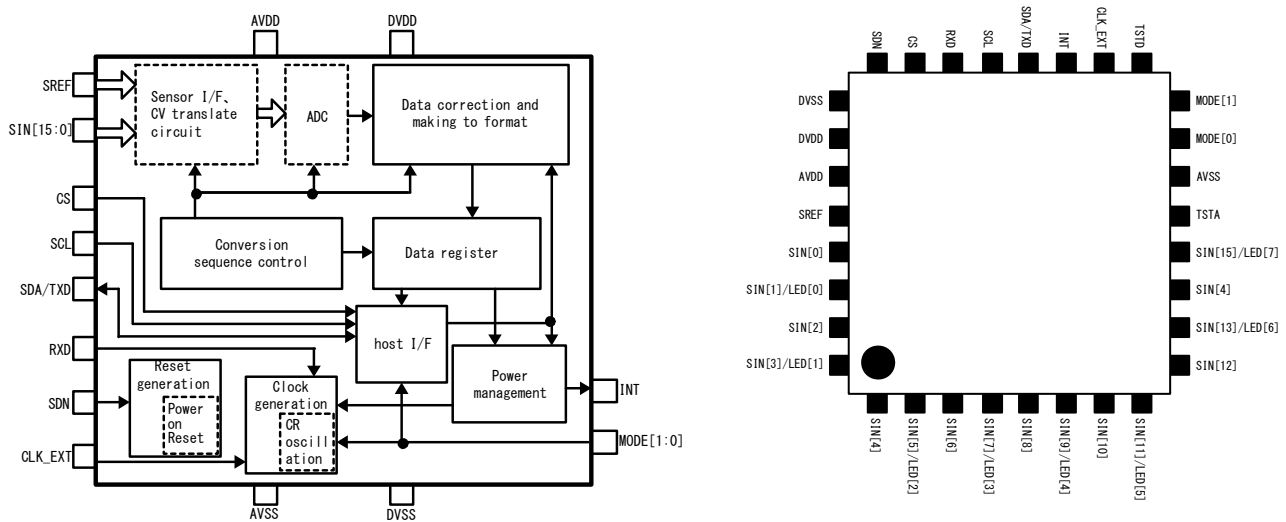 AVDD
DVDD
SREF
SIN[15:0]
CS
SCL
SDA/TXD
RXD
SDN
CLK_EXT
Sensor I/F、
CV translate
circuit
ADC
Data correction and
making to format
Conversion
sequence control
Data register
host I/F
Reset
generation
Power
on
Reset
Clock
generation
CR
oscill
ation
Power
management
INT
MODE[1:0]
AVSS
DVSS
SDN
CS
RXD
SCL
SDA/TXD
INT
CLK_EXT
TSTD
DVSS
DVDD
AVDD
SREF
SIN[0]
SIN[1]/LED[0]
SIN[2]
SIN[3]/LED[1]
MODE[1]
MODE[0]
AVSS
TSTA
SIN[15]/LED[7]
SIN[4]
SIN[13]/LED[6]
SIN[12]
SIN[4]
SIN[5]/LED[2]
SIN[6]
SIN[7]/LED[3]
SIN[8]
SIN[9]/LED[4]
SIN[10]
SIN[11]/LED[5]